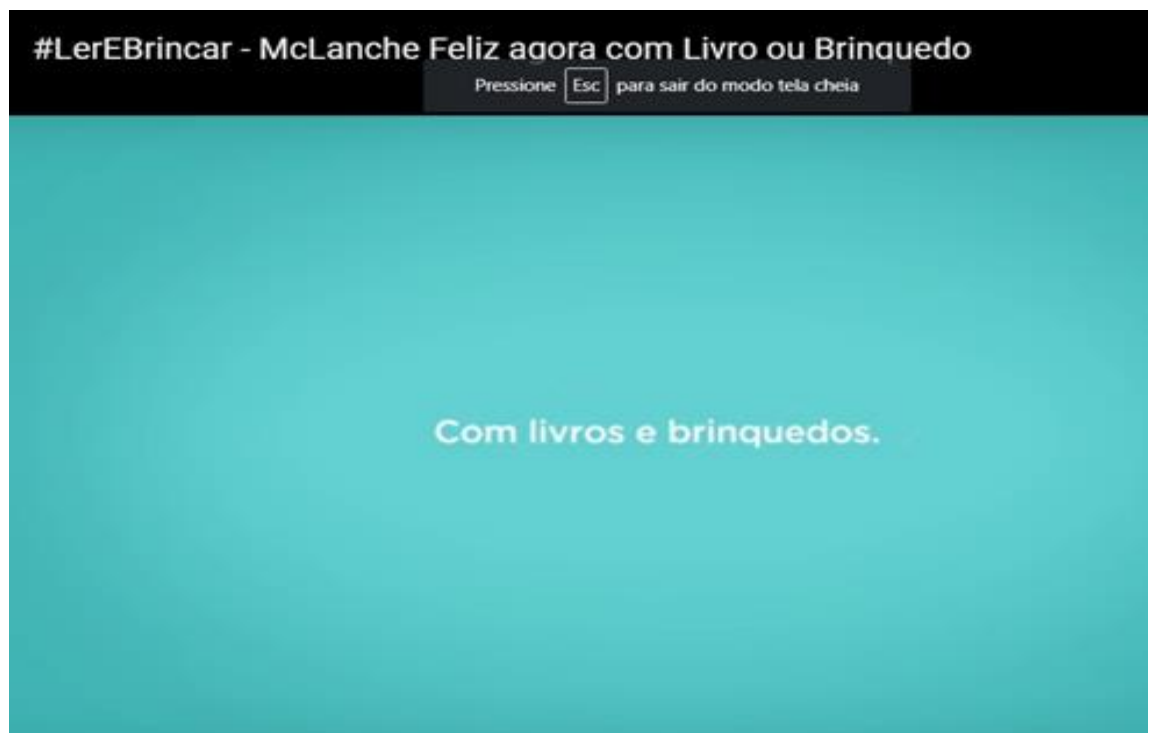 #LerEBrincar - McLanche Feliz agora com Livro ou Brinquedo
Pressione Esc para sair do modo tela cheia
Com livros e brinquedos.